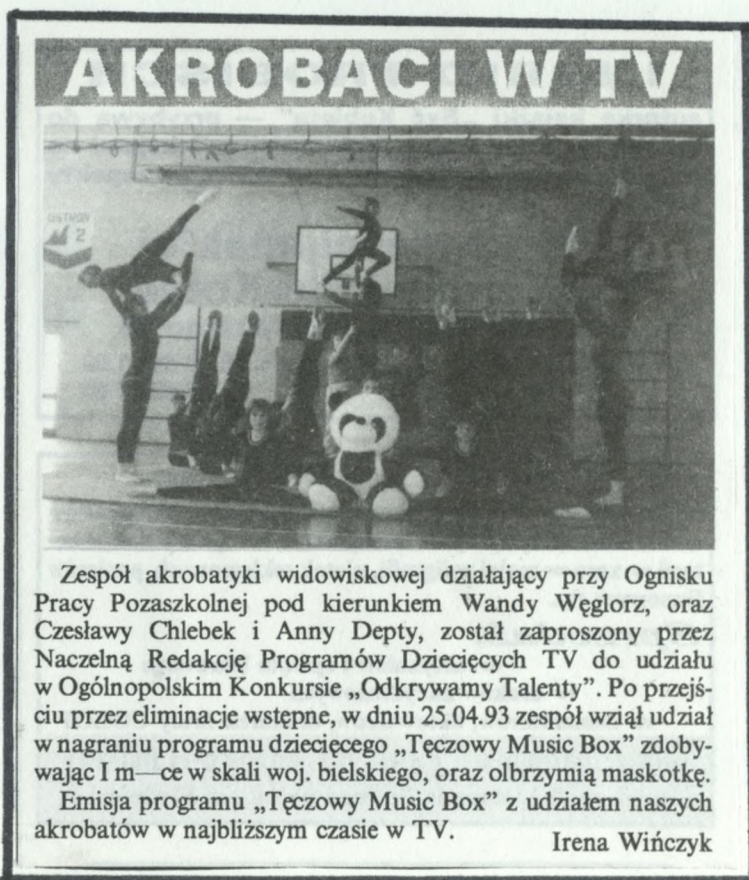 AKROBACI W TV
USTROŃ
2
Zespół akrobatyki widowiskowej działający przy Ognisku
Pracy Pozaszkolnej pod kierunkiem Wandy Węglorz, oraz
Czesławy Chlebek i Anny Depty, został zaproszony przez
Naczelną Redakcję Programów Dziecięcych TV do udziału
w Ogólnopolskim Konkursie „Odkrywamy Talenty”. Po przejś-
ciu przez eliminacje wstępne, w dniu 25.04.93 zespół wziął udział
w nagraniu programu dziecięcego „Tęczowy Music Box” zdoby-
wając I m—ce w skali woj. bielskiego, oraz olbrzymią maskotkę.
Emisja programu „Tęczowy Music Box” z udziałem naszych
akrobatów w najbliższym czasie w TV.
Irena Wińczyk